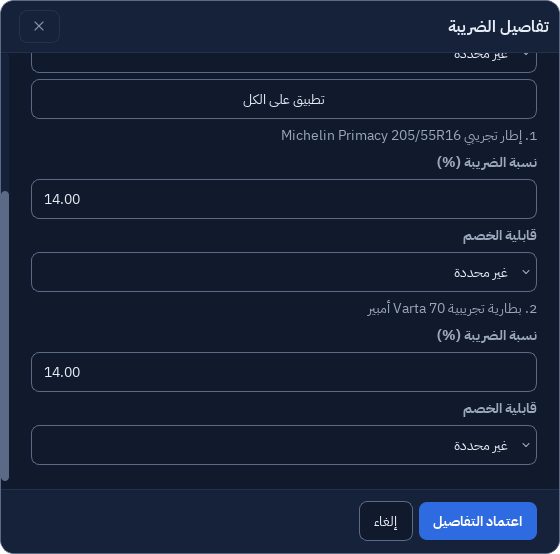 تفاصيل الضريبة
غير محددة
تطبيق على الكل
1. إطار تجريبي Michelin Primacy 205/55R16
نسبة الضريبة (%)
14.00
قابلية الخصم
غير محددة
2. بطارية تجريبية Varta 70 أمبير
نسبة الضريبة (%)
14.00
قابلية الخصم
غير محددة
اعتماد التفاصيل
إلغاء